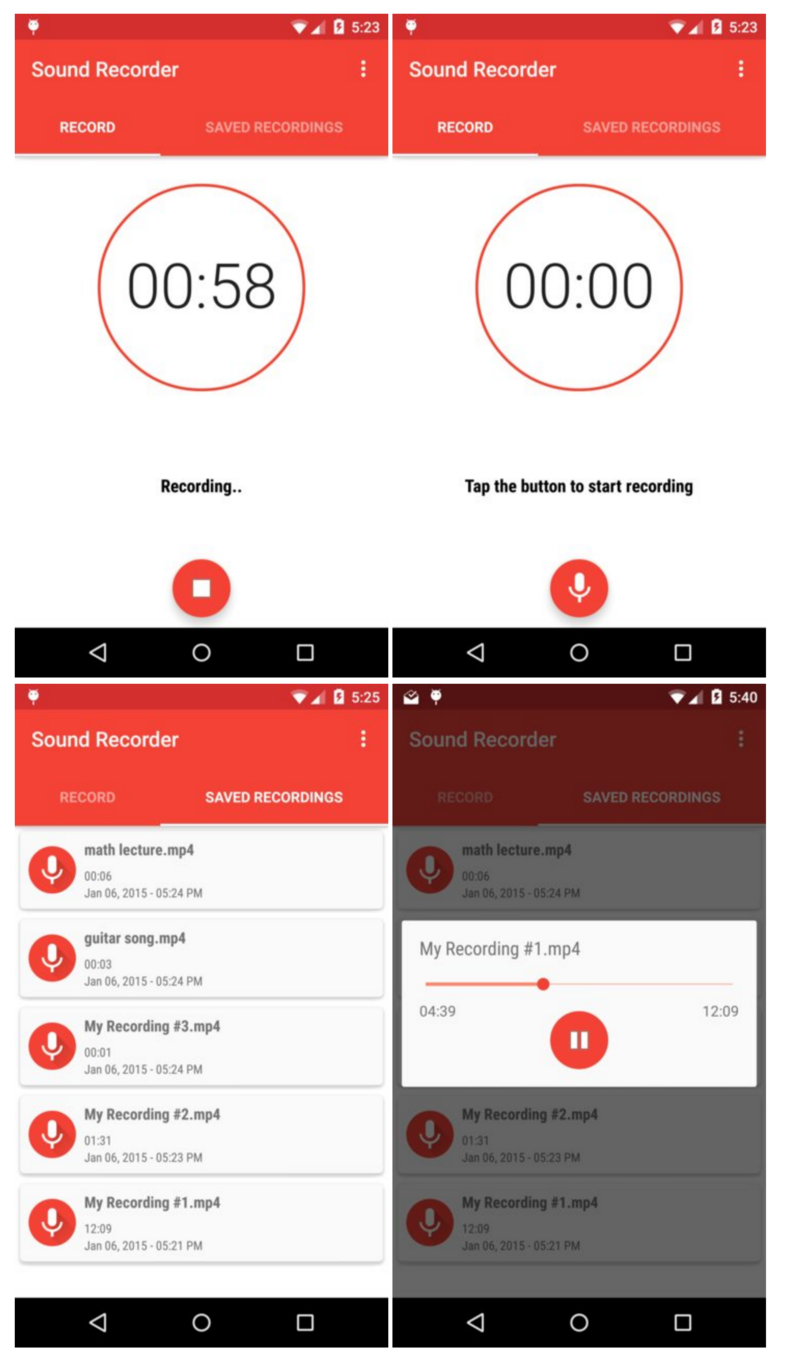 5:23
Sound Recorder
RECORD SAVED RECORDINGS
00:58
Recording..
5:23
Sound Recorder
RECORD SAVED RECORDINGS
00:00
Tap the button to start recording
5:25
Sound Recorder
RECORD SAVED RECORDINGS
math lecture.mp4
00:06
Jan 06, 2015 - 05:24 PM
guitar song.mp4
00:03
Jan 06, 2015 - 05:24 PM
My Recording #3.mp4
00:01
Jan 06, 2015 - 05:24 PM
My Recording #2.mp4
01:31
Jan 06, 2015 - 05:23 PM
My Recording #1.mp4
12:09
Jan 06, 2015 - 05:21 PM
5:40
Sound Recorder
RECORD SAVED RECORDINGS
math lecture.mp4
00:06
Jan 06, 2015 - 05:24 PM
My Recording #1.mp4
04:39 12:09
My Recording #2.mp4
01:31
Jan 06, 2015 - 05:23 PM
My Recording #1.mp4
12:09
Jan 06, 2015 - 05:21 PM